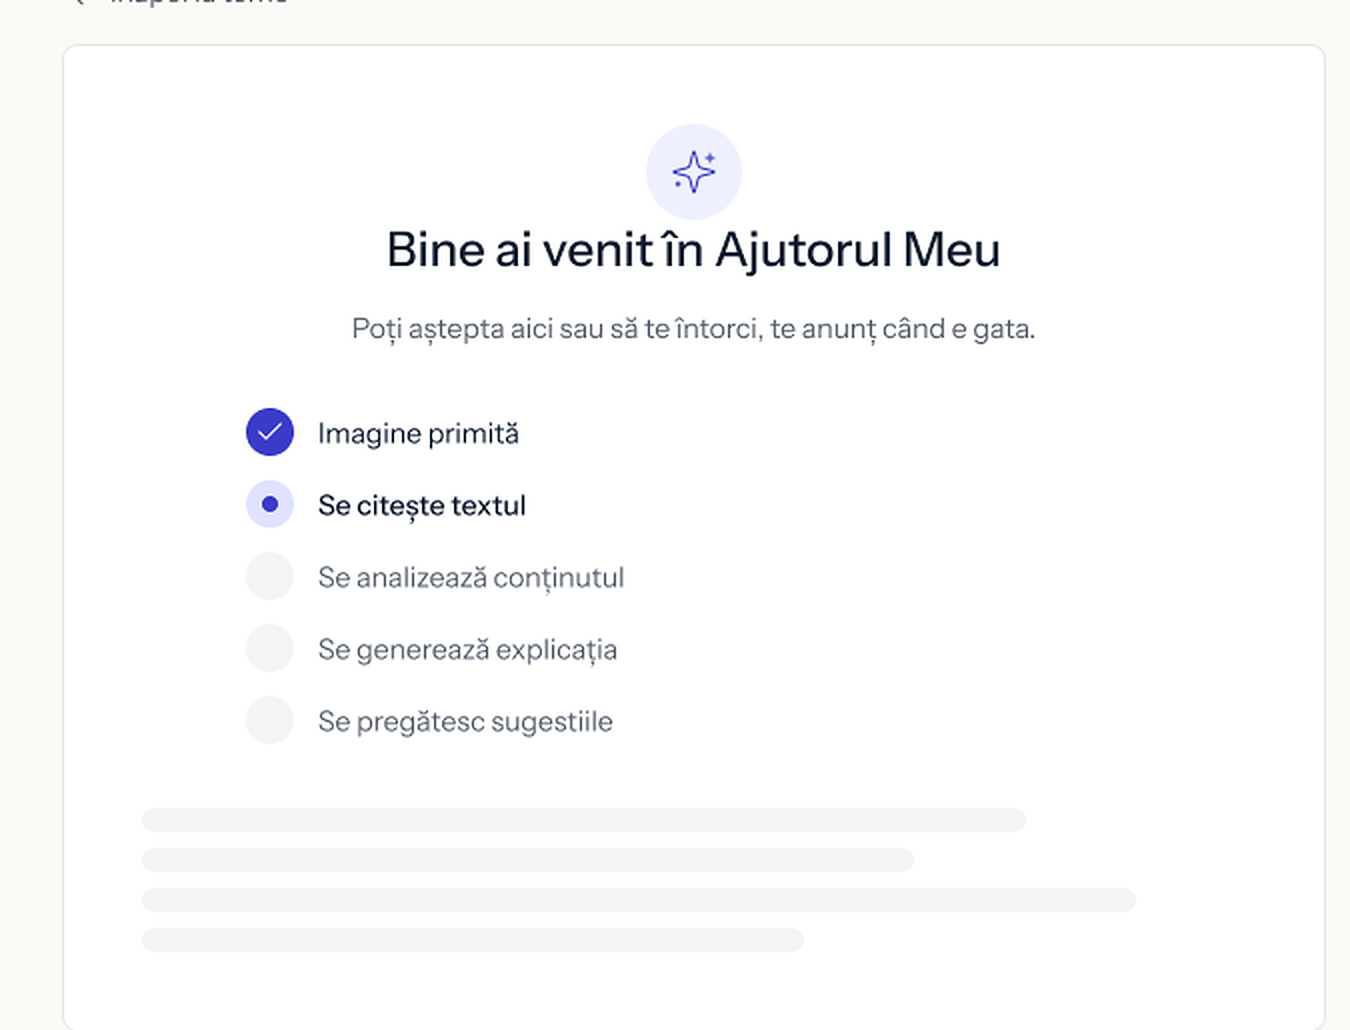 Bine ai venit în Ajutorul Meu
Poți aștepta aici sau să te întorci, te anunț când e gata.
Imagine primită
Se citește textul
Se analizează conținutul
Se generează explicația
Se pregătesc sugestiile